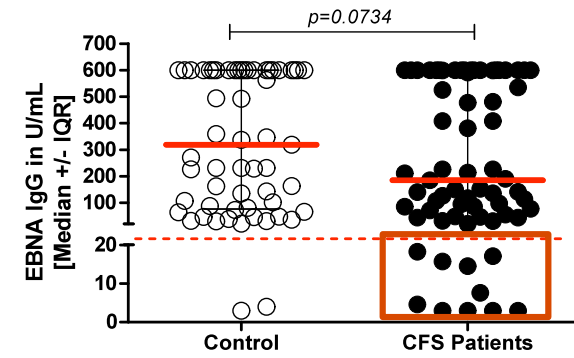 p=0.0734
EBNA IgG in U/mL
[Median +/- IQR]
700
600
500
400
300
200
100
20
10
0
Control
CFS Patients